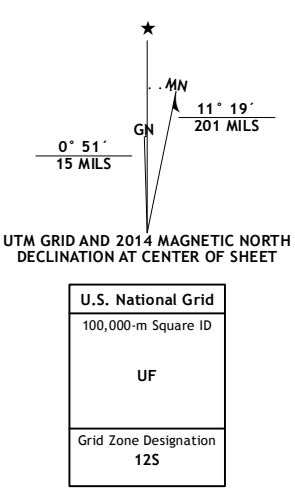 MN
GN
11° 19´
201 MILS
0° 51´
15 MILS
UTM GRID AND 2014 MAGNETIC NORTH
DECLINATION AT CENTER OF SHEET
U.S. National Grid
100,000-m Square ID
UF
Grid Zone Designation
12S